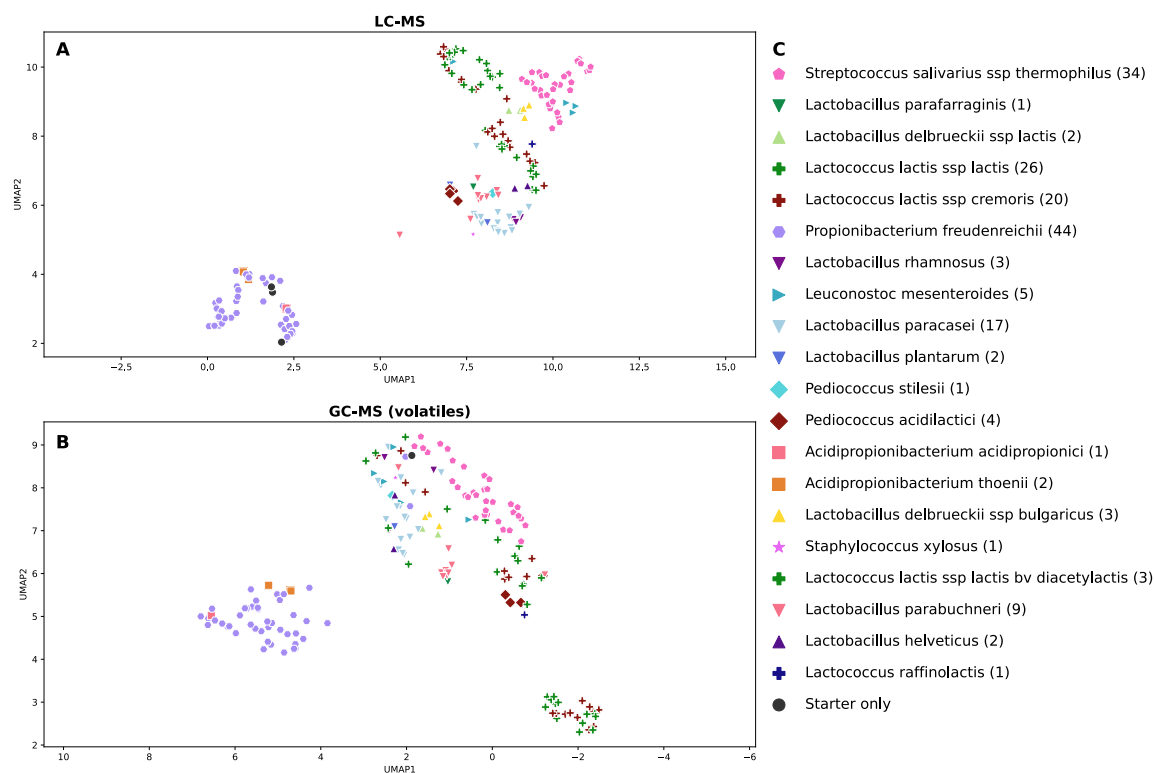 LC-MS
A
10
8
6
4
2
UMAP2
−2.5
0.0
2.5
5.0
7.5
10.0
12.5
15.0
UMAP1
GC-MS (volatiles)
B
9
8
7
6
5
4
3
2
UMAP2
10
8
6
4
2
0
−2
−4
−6
UMAP1
C
Streptococcus salivarius ssp thermophilus (34)
Lactobacillus parafarraginis (1)
Lactobacillus delbrueckii ssp lactis (2)
Lactococcus lactis ssp lactis (26)
Lactococcus lactis ssp cremoris (20)
Propionibacterium freudenreichii (44)
Lactobacillus rhamnosus (3)
Leuconostoc mesenteroides (5)
Lactobacillus paracasei (17)
Lactobacillus plantarum (2)
Pediococcus stilesii (1)
Pediococcus acidilactici (4)
Acidipropionibacterium acidipropionici (1)
Acidipropionibacterium thoenii (2)
Lactobacillus delbrueckii ssp bulgaricus (3)
Staphylococcus xylosus (1)
Lactococcus lactis ssp lactis bv diacetylactis (3)
Lactobacillus parabuchneri (9)
Lactobacillus helveticus (2)
Lactococcus raffinolactis (1)
Starter only